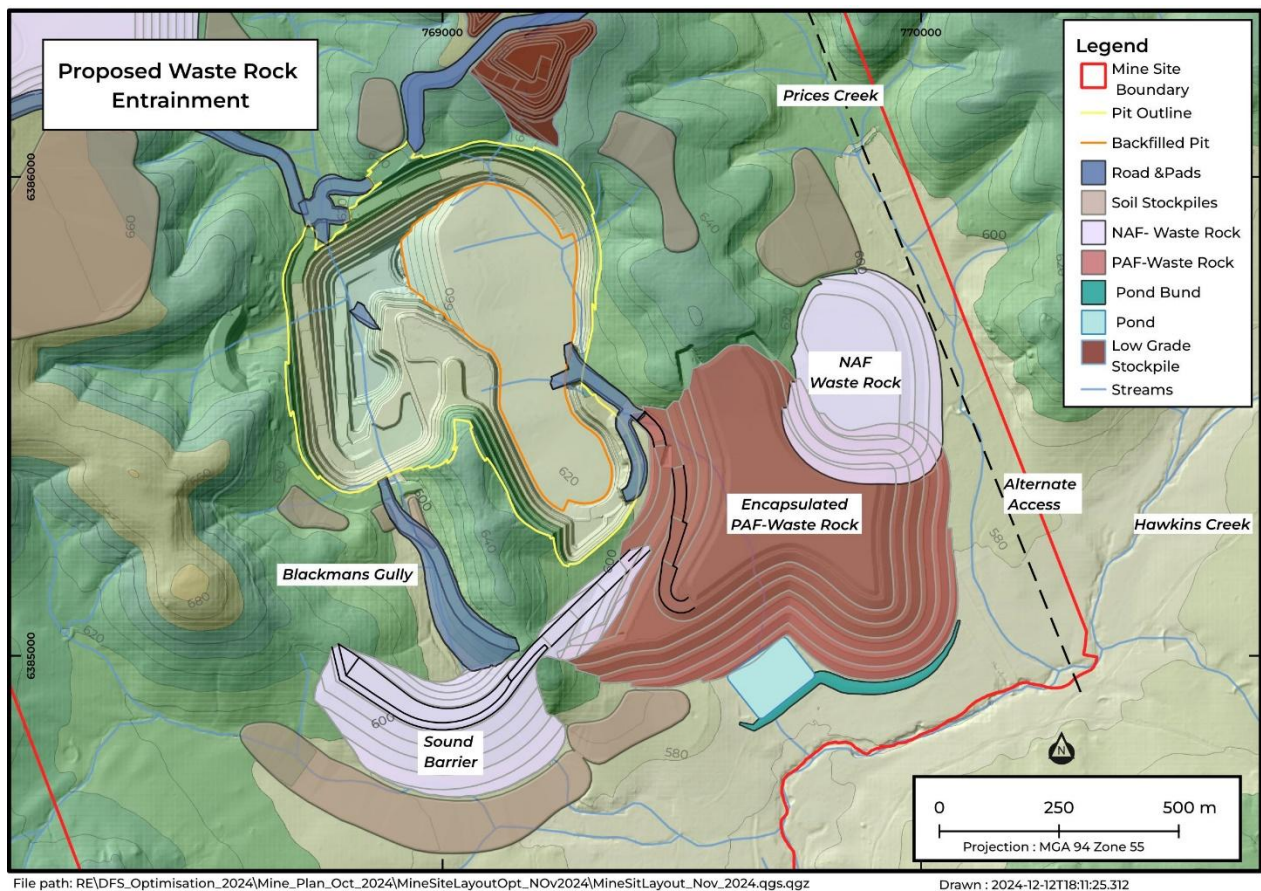 Proposed Waste Rock
Entrainment
769000
770000
6386000
6385000
Prices Creek
Legend
Mine Site
Boundary
Pit Outline
Backfilled Pit
Road &Pads
Soil Stockpiles
NAF- Waste Rock
PAF-Waste Rock
Pond Bund
Pond
Low Grade
Stockpile
Streams
660
640
600
600
660
NAF
Waste Rock
620
Encapsulated
PAF-Waste Rock
Alternate
Access
Hawkins Creek
580
600
640
600
Blackmans Gully
680
620
600
Sound
Barrier
580
N
0 250 500 m
Projection : MGA 94 Zone 55
File path: RE\DFS_Optimisation_2024\Mine_Plan_Oct_2024\MineSiteLayoutOpt_NOv2024\MineSitLayout_Nov_2024.qgs.qgz
Drawn : 2024-12-12T18:11:25.312